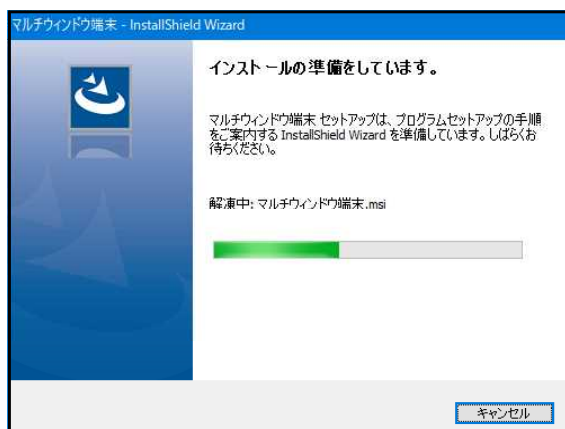 マルチウィンドウ端末 - InstallShield Wizard
インストールの準備をしています。
マルチウィンドウ端末 セットアップは、プログラムセットアップの手順
をご案内する InstallShield Wizard を準備しています。しばらくお
待ちください。
解凍中: マルチウィンドウ端末.msi
キャンセル